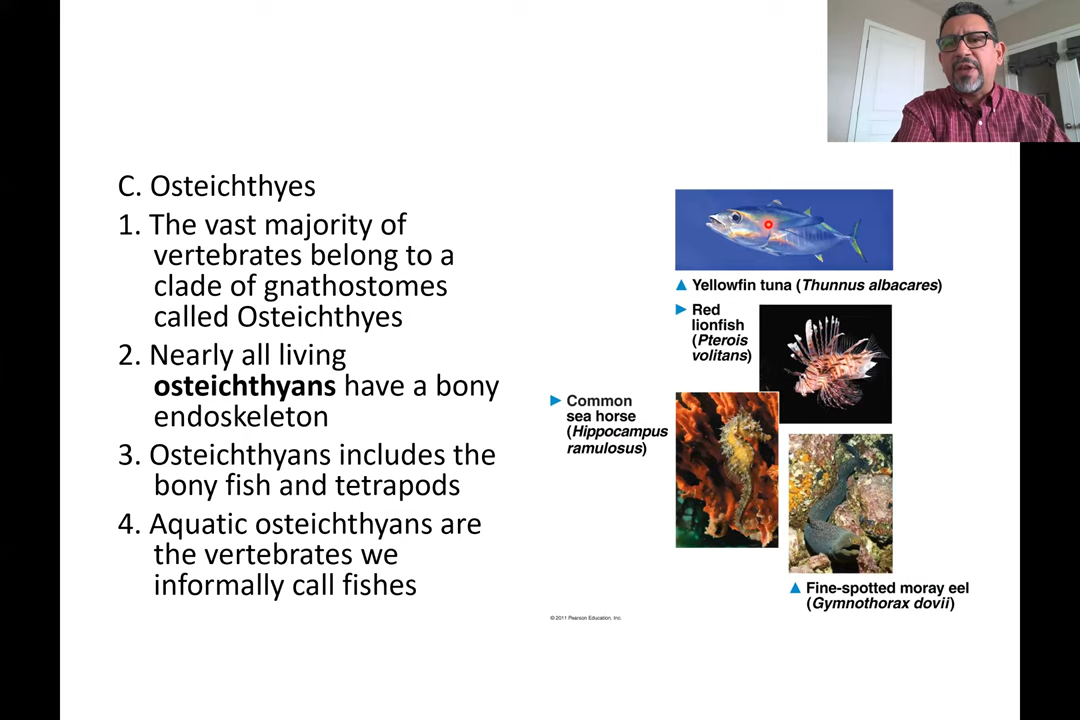 C. Osteichthyes
1. The vast majority of
vertebrates belong to a
clade of gnathostomes
called Osteichthyes
2. Nearly all living
osteichthyans have a bony
endoskeleton
3. Osteichthyans includes the
bony fish and tetrapods
4. Aquatic osteichthyans are
the vertebrates we
informally call fishes
▲ Yellowfin tuna (Thunnus albacares)
► Red
lionfish
(Pterois
volitans)
► Common
sea horse
(Hippocampus
ramulosus)
▲ Fine-spotted moray eel
(Gymnothorax dovii)
© 2011 Pearson Education, Inc.